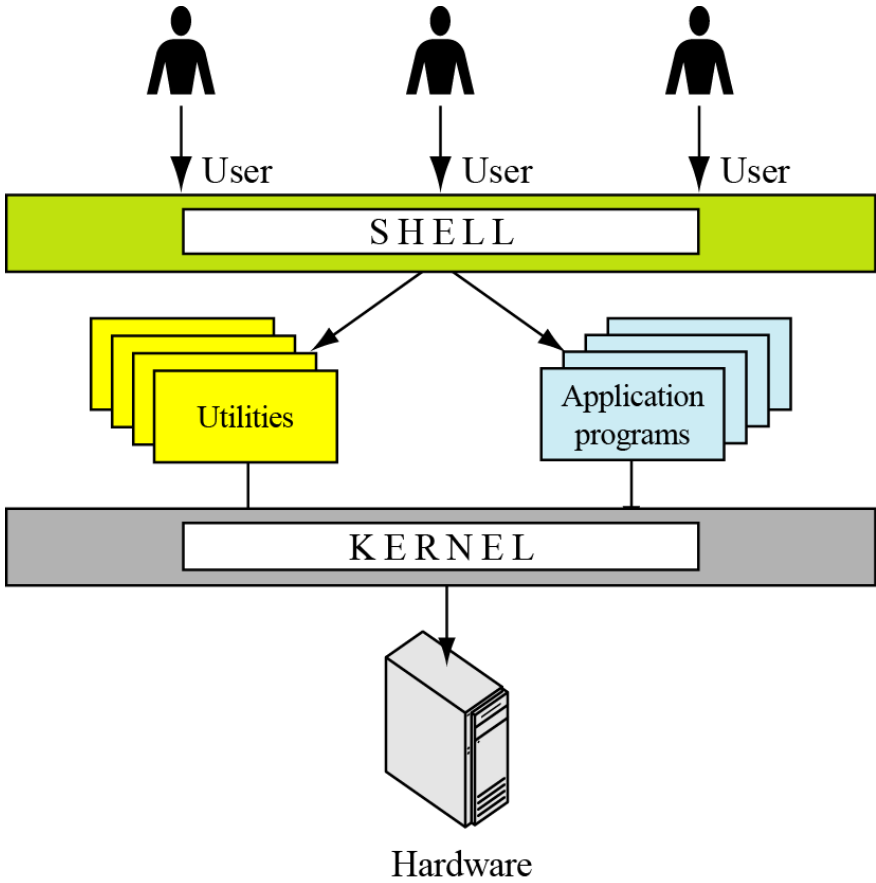 User
User
User
SHELL
Utilities
Application
programs
KERNEL
Hardware